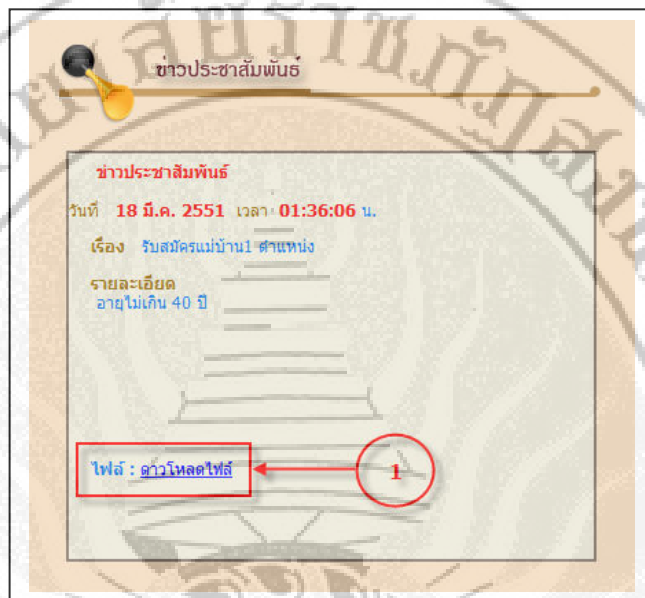 ข่าวประชาสัมพันธ์
ข่าวประชาสัมพันธ์
วันที่ 18 มี.ค. 2551 เวลา 01:36:06 น.
เรื่อง รับสมัครแม่บ้าน1 ตำแหน่ง
รายละเอียด
อายุไม่เกิน 40 ปี
ไฟล์ : ดาวโหลดไฟล์
1